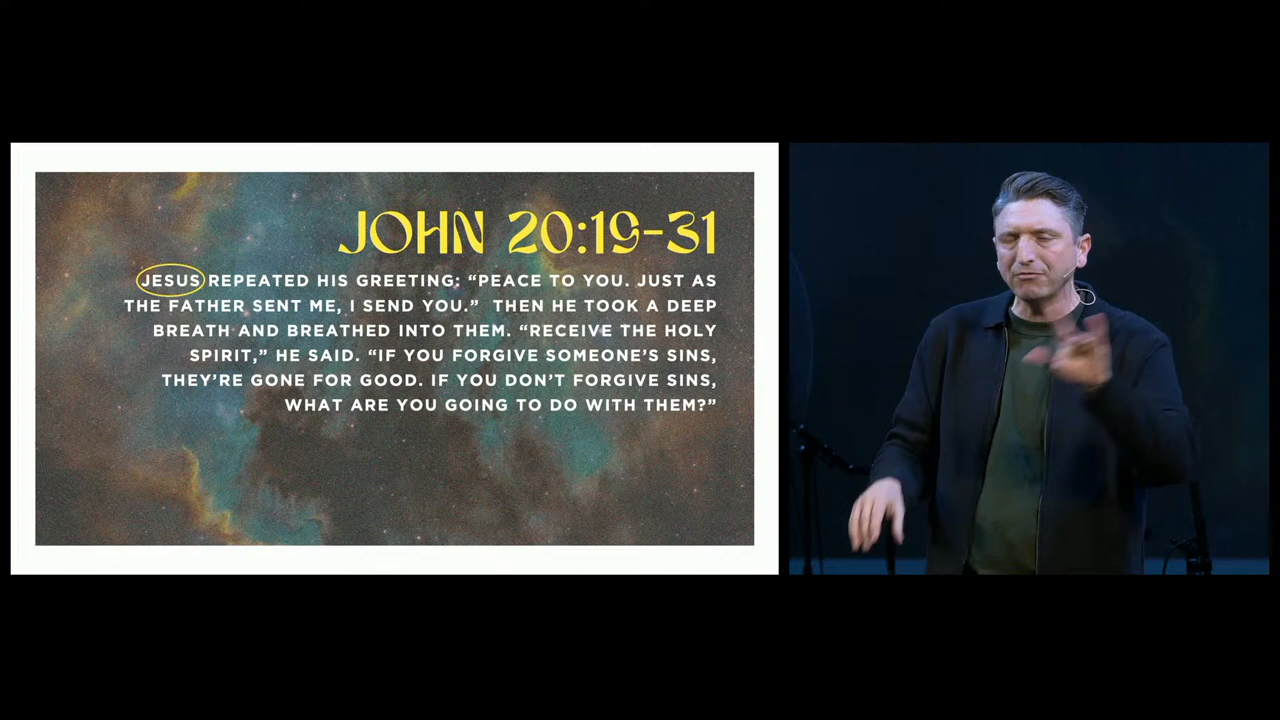 JOHN 20:19-31
JESUS REPEATED HIS GREETING: “PEACE TO YOU. JUST AS
THE FATHER SENT ME, I SEND YOU.” THEN HE TOOK A DEEP
BREATH AND BREATHED INTO THEM. “RECEIVE THE HOLY
SPIRIT,” HE SAID. “IF YOU FORGIVE SOMEONE’S SINS,
THEY’RE GONE FOR GOOD. IF YOU DON’T FORGIVE SINS,
WHAT ARE YOU GOING TO DO WITH THEM?”